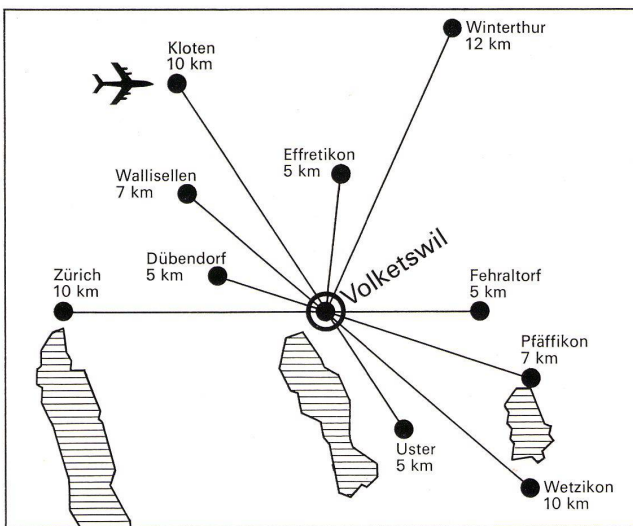 Kloten
10 km
Winterthur
12 km
Effretikon
5 km
Wallisellen
7 km
Volketswil
Dübendorf
5 km
Zürich
10 km
Fehraltorf
5 km
Pfäffikon
7 km
Uster
5 km
Wetzikon
10 km